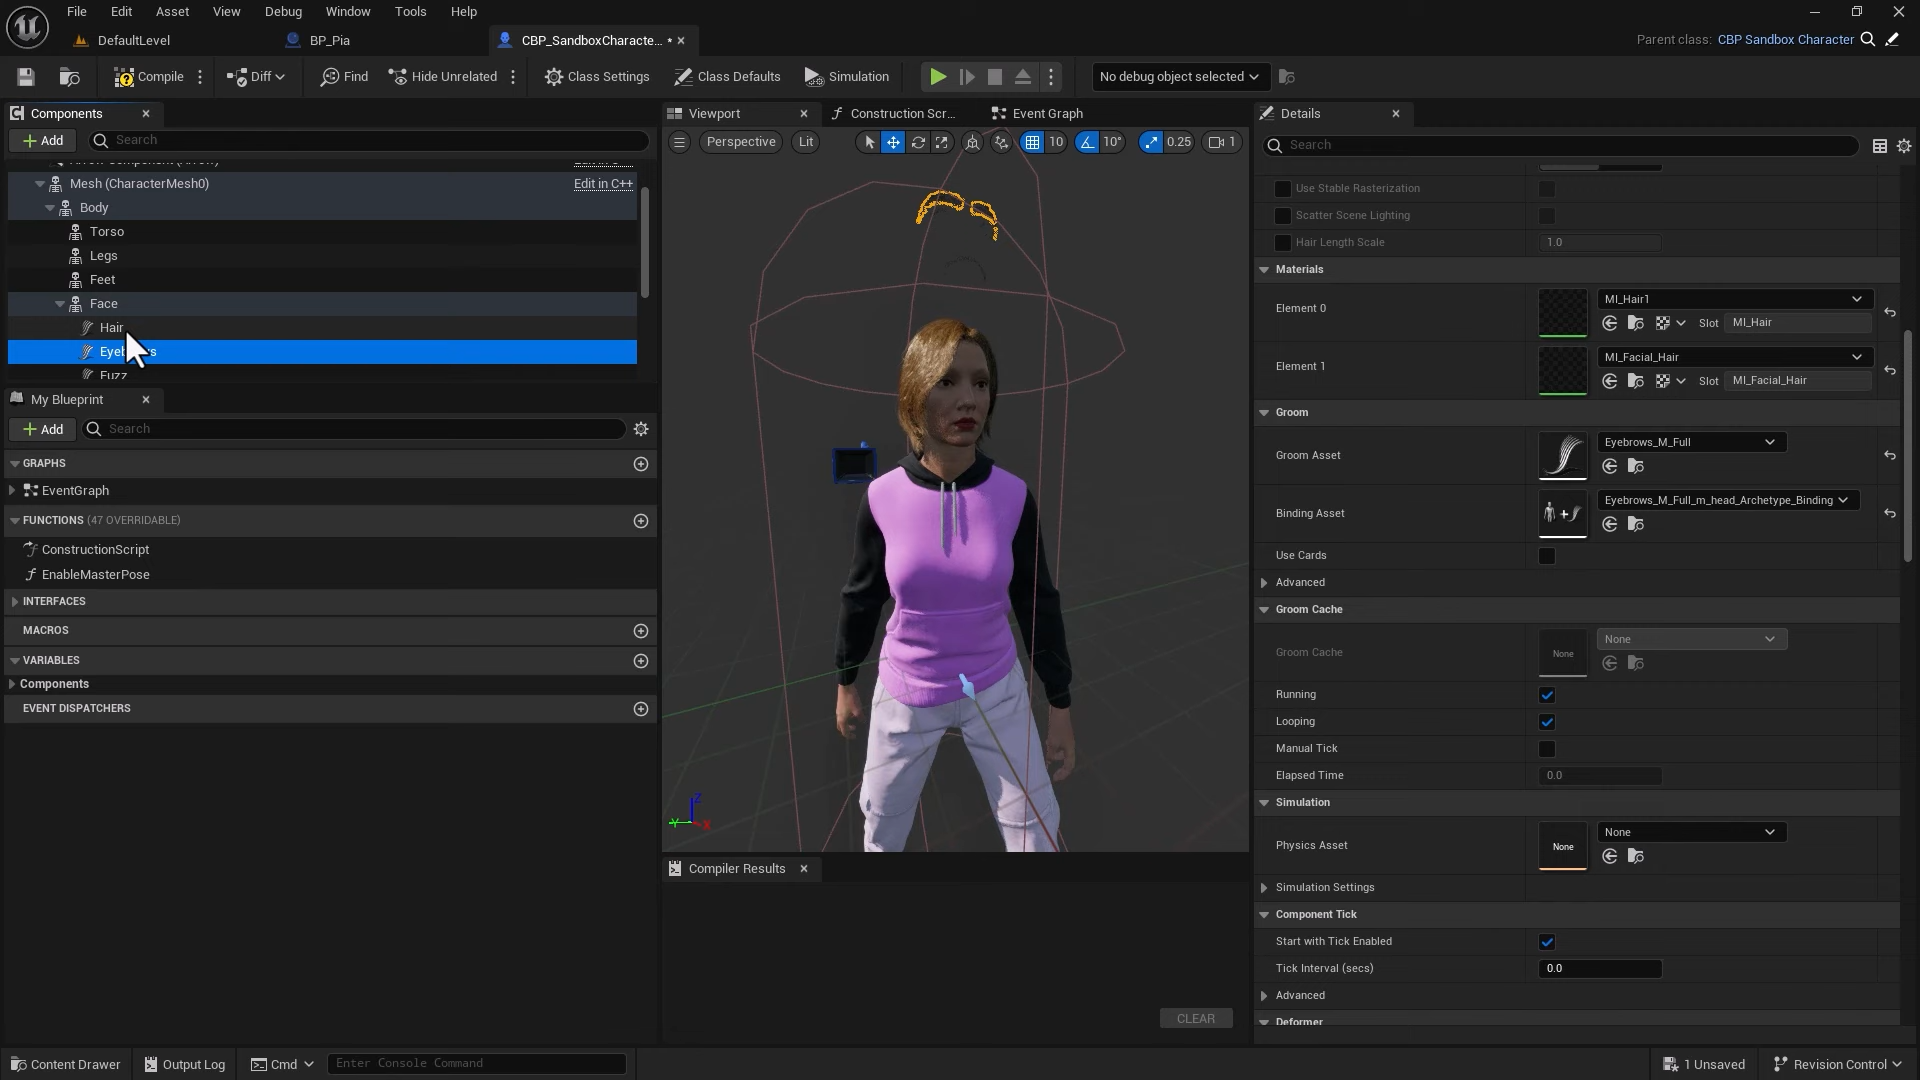 File Edit Asset View Debug Window Tools Help
DefaultLevel BP_Pia CBP_SandboxCharacte... * Parent class: CBP Sandbox Character
Compile Diff Find Hide Unrelated Class Settings Class Defaults Simulation No debug object selected
Components
Add Search
Mesh (CharacterMesh0) Edit in C++
Body
Torso
Legs
Feet
Face
Hair
Fuzz
My Blueprint
Add Search
GRAPHS
EventGraph
FUNCTIONS (47 OVERRIDABLE)
ConstructionScript
EnableMasterPose
INTERFACES
MACROS
VARIABLES
Components
EVENT DISPATCHERS
Viewport Construction Scr... Event Graph
Perspective Lit 10 10° 0.25 1
Z
Y X
Compiler Results
CLEAR
Details
Search
Use Stable Rasterization
Scatter Scene Lighting
Hair Length Scale 1.0
Materials
Element 0 MI_Hair1
Slot MI_Hair
Element 1 MI_Facial_Hair
Slot MI_Facial_Hair
Groom
Groom Asset Eyebrows_M_Full
Binding Asset Eyebrows_M_Full_m_head_Archetype_Binding
Use Cards
Advanced
Groom Cache
Groom Cache None None
Running
Looping
Manual Tick
Elapsed Time 0.0
Simulation
Physics Asset None None
Simulation Settings
Component Tick
Start with Tick Enabled
Tick Interval (secs) 0.0
Advanced
Deformer
Content Drawer Output Log Cmd Enter Console Command 1 Unsaved Revision Control